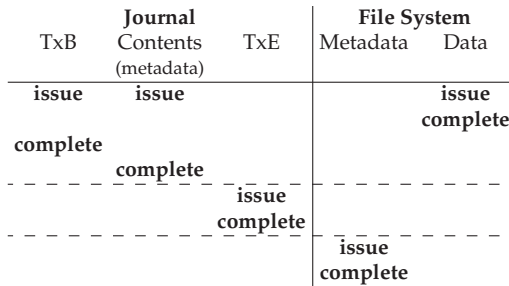 Journal File System
TxB Contents TxE Metadata Data
(metadata)
issue issue issue
complete
complete
complete
issue
complete
issue
complete